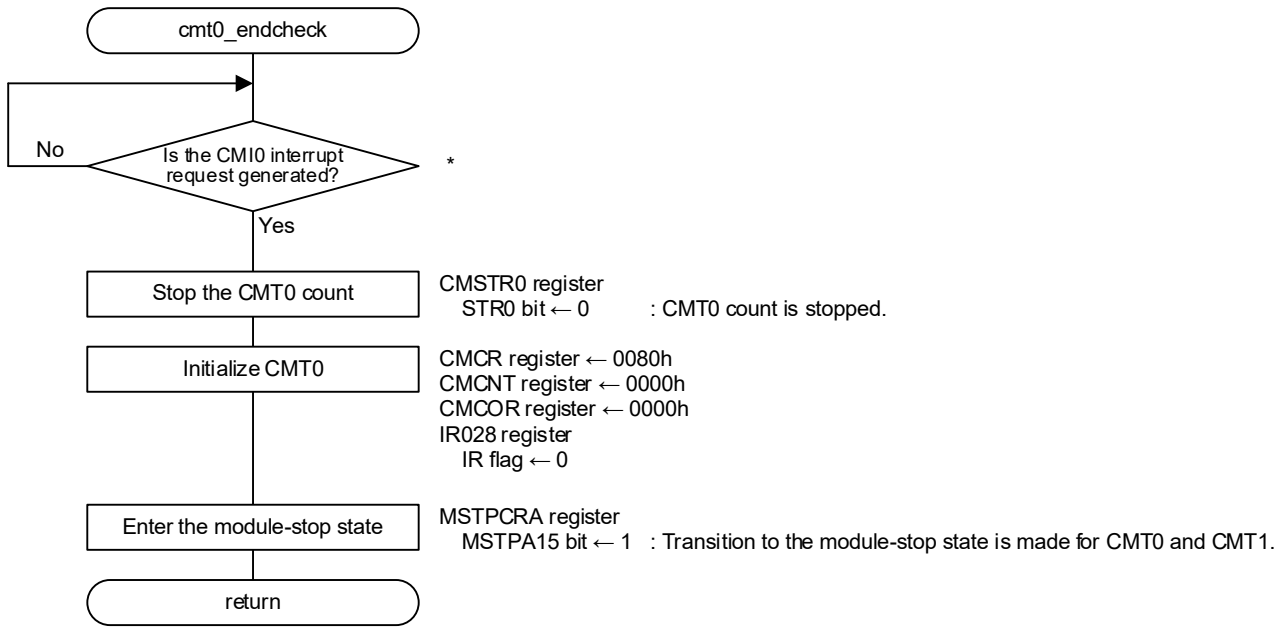 cmt0_endcheck
No
Is the CMI0 interrupt
request generated?
*
Yes
Stop the CMT0 count
CMSTR0 register
STR0 bit ← 0 : CMT0 count is stopped.
Initialize CMT0
CMCR register ← 0080h
CMCNT register ← 0000h
CMCOR register ← 0000h
IR028 register
IR flag ← 0
Enter the module-stop state
MSTPCRA register
MSTPA15 bit ← 1 : Transition to the module-stop state is made for CMT0 and CMT1.
return